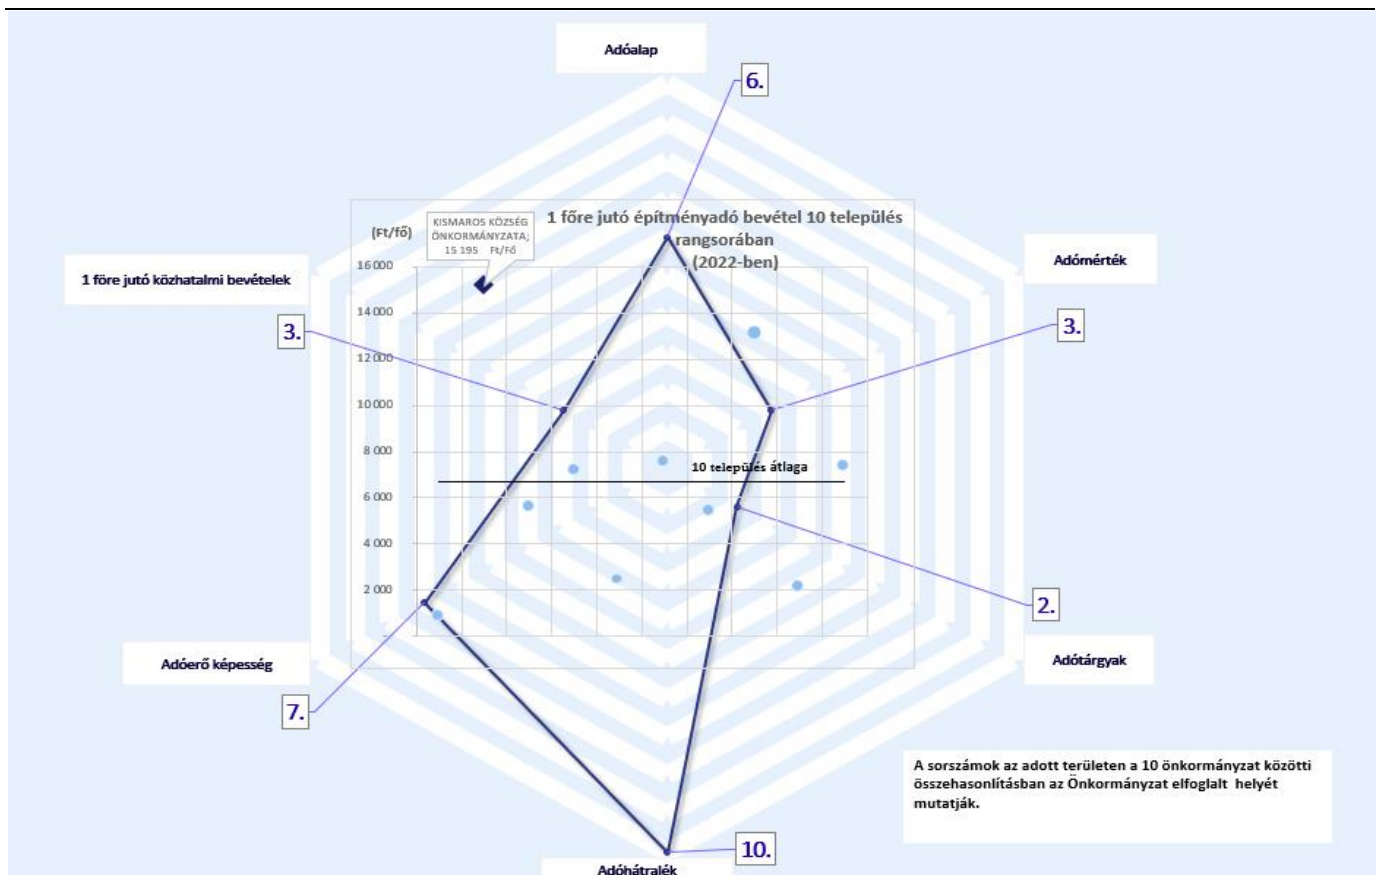 Adóalap
6.
KISMAROS KÖZSÉG
ÖNKORMÁNYZATA;
15 195 Ft/Fő
1 főre jutó építményadó bevétel 10 település
rangsorában
(2022-ben)
(Ft/fő)
Adómérték
3.
1 före jutó közhatalmi bevételek
3.
16 000
14 000
12 000
10 000
8 000
6 000
4 000
2 000
10 település átlaga
2.
Adótárgyak
Adóerő képesség
7.
A sorszámok az adott területen a 10 önkormányzat közötti
összehasonlításban az Önkormányzat elfoglalt helyét
mutatják.
10.
Adóhátralék